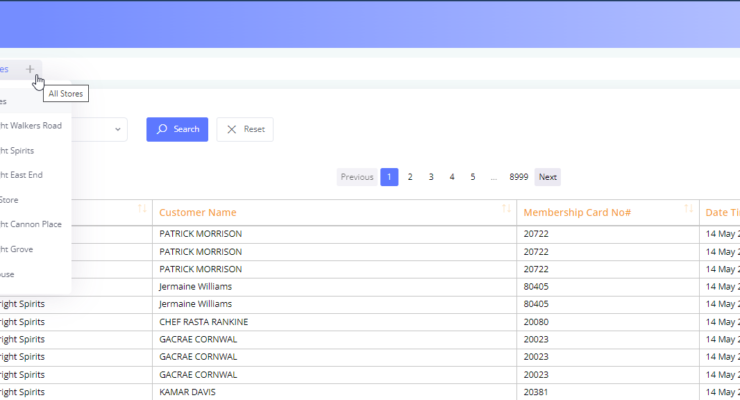 es +
All Stores
es
ht Walkers Road
ht Spirits
ht East End
Store
ht Cannon Place
ht Grove
use
Search Reset
Previous 1 2 3 4 5 ... 8999 Next
Customer Name Membership Card No# Date Ti
PATRICK MORRISON 20722 14 May 2
PATRICK MORRISON 20722 14 May 2
PATRICK MORRISON 20722 14 May 2
Jermaine Williams 80405 14 May 2
right Spirits Jermaine Williams 80405 14 May 2
right Spirits CHEF RASTA RANKINE 20080 14 May 2
right Spirits GACRAE CORNWAL 20023 14 May 2
right Spirits GACRAE CORNWAL 20023 14 May 2
right Spirits GACRAE CORNWAL 20023 14 May 2
right Spirits KAMAR DAVIS 20381 14 May 2